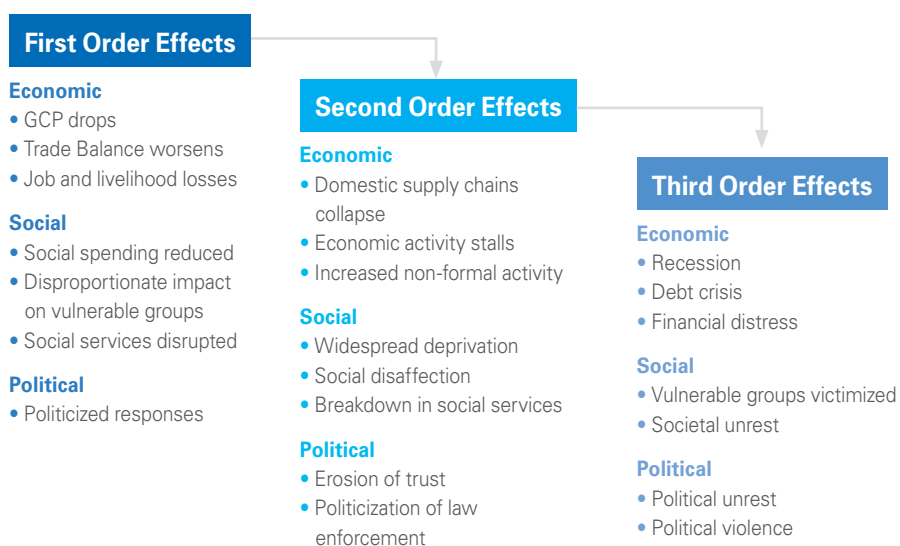 First Order Effects
Economic
• GCP drops
• Trade Balance worsens
• Job and livelihood losses
Social
• Social spending reduced
• Disproportionate impact
on vulnerable groups
• Social services disrupted
Political
• Politicized responses
Second Order Effects
Economic
• Domestic supply chains
collapse
• Economic activity stalls
• Increased non-formal activity
Social
• Widespread deprivation
• Social disaffection
• Breakdown in social services
Political
• Erosion of trust
• Politicization of law
enforcement
Third Order Effects
Economic
• Recession
• Debt crisis
• Financial distress
Social
• Vulnerable groups victimized
• Societal unrest
Political
• Political unrest
• Political violence